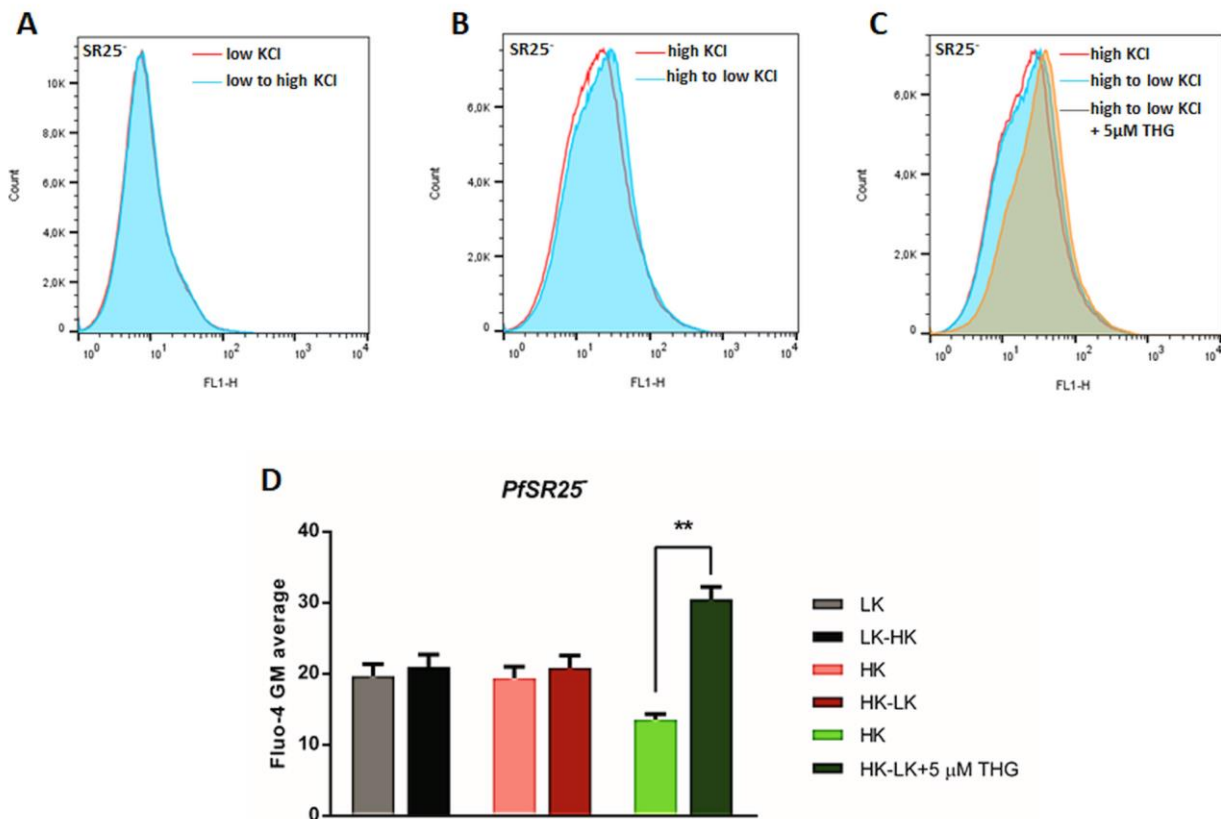 A
SR25-
low KCl
low to high KCl
10,0K
8,0K
6,0K
4,0K
2,0K
0
Count
10^0 10^1 10^2 10^3 10^4
FL1-H
B
SR25-
high KCl
high to low KCl
6,0K
4,0K
2,0K
0
Count
10^0 10^1 10^2 10^3 10^4
FL1-H
C
SR25-
high KCl
high to low KCl
high to low KCl
+ 5μM THG
6,0K
4,0K
2,0K
0
Count
10^0 10^1 10^2 10^3 10^4
FL1-H
D
PfSR25-
**
40
30
20
10
0
Fluo-4 GM average
LK
LK-HK
HK
HK-LK
HK
HK-LK+5 μM THG